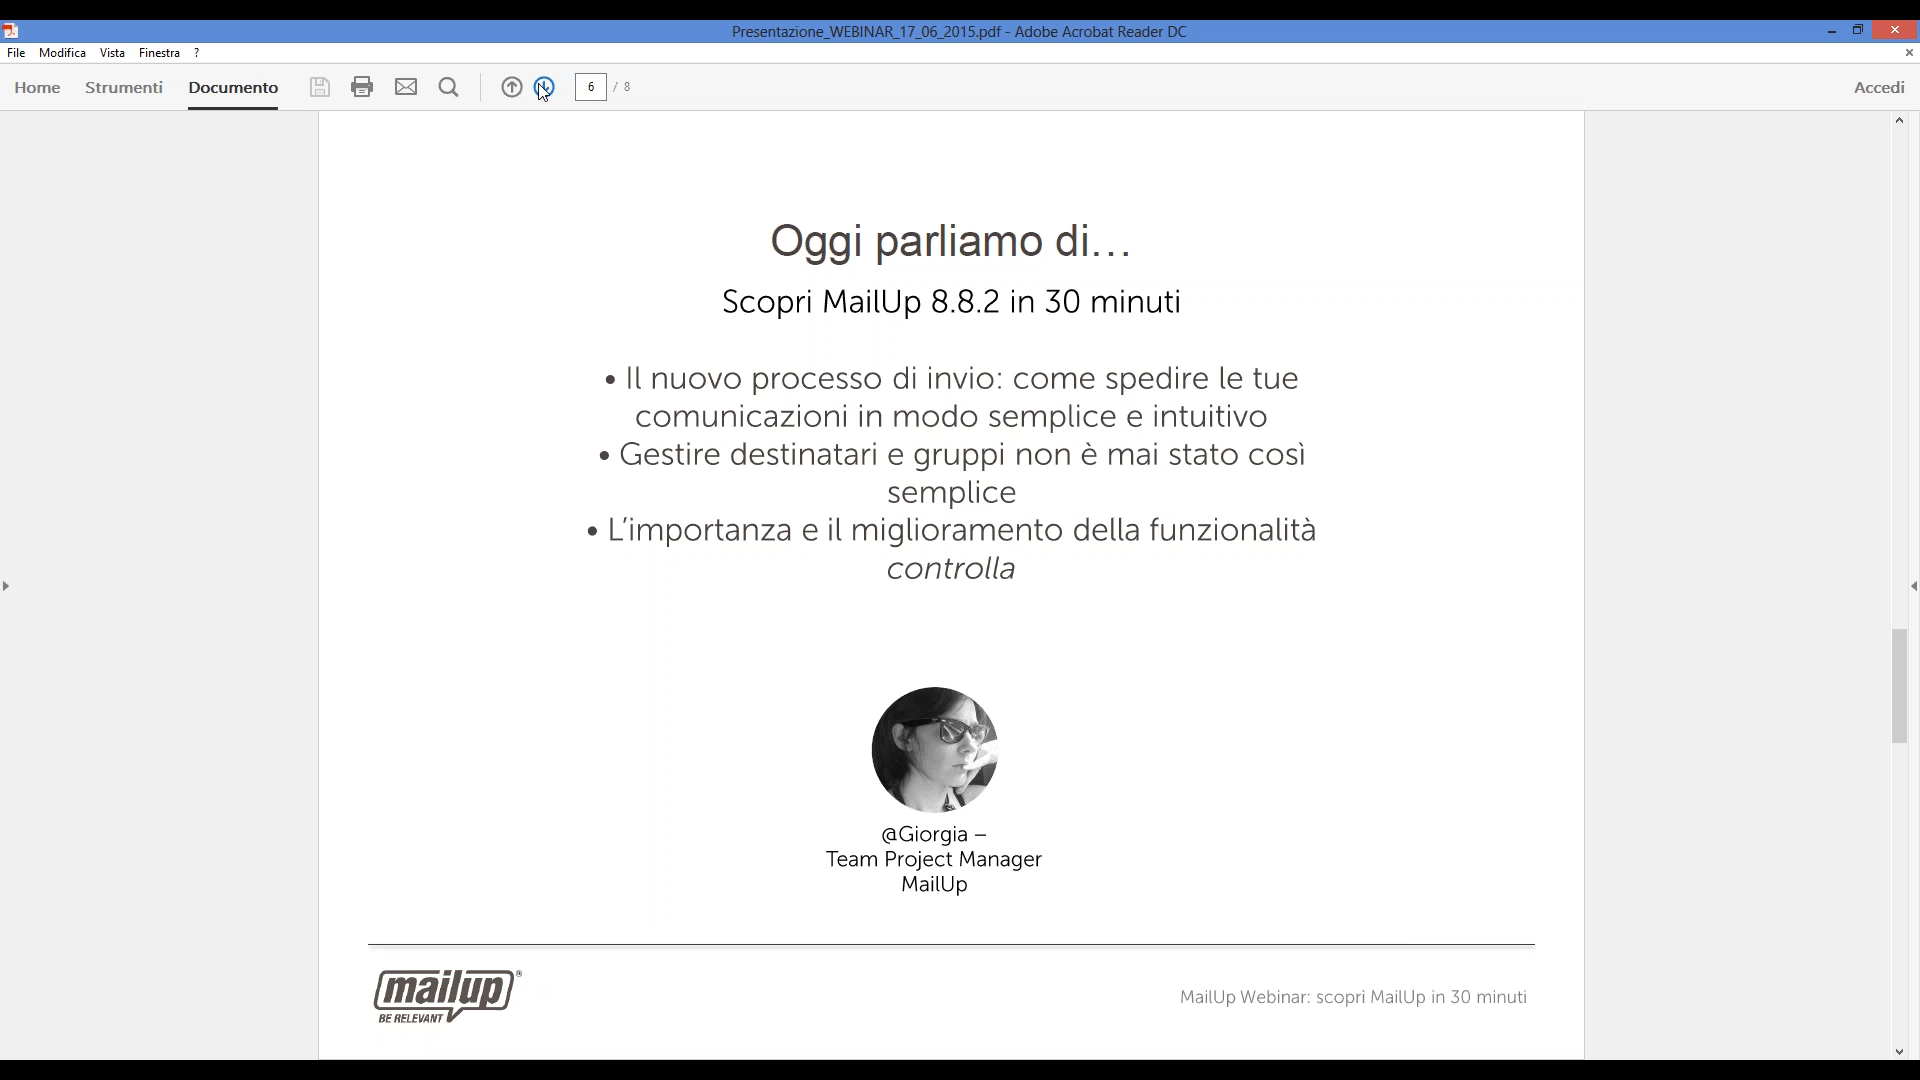 Presentazione_WEBINAR_17_06_2015.pdf - Adobe Acrobat Reader DC
File Modifica Vista Finestra ?
Home Strumenti Documento 6 / 8 Accedi
Oggi parliamo di…
Scopri MailUp 8.8.2 in 30 minuti
• Il nuovo processo di invio: come spedire le tue
comunicazioni in modo semplice e intuitivo
• Gestire destinatari e gruppi non è mai stato così
semplice
• L’importanza e il miglioramento della funzionalità
controlla
@Giorgia –
Team Project Manager
MailUp
mailup®
BE RELEVANT
MailUp Webinar: scopri MailUp in 30 minuti